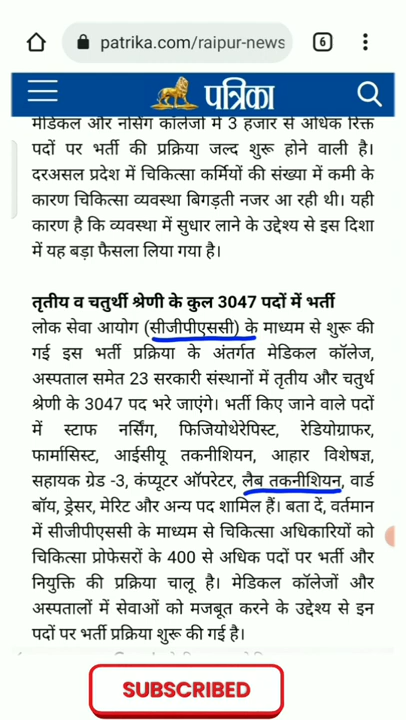 patrika.com/raipur-news
6
पत्रिका
मेडिकल और नर्सिंग कॉलेजों में 3 हजार से अधिक रिक्त
पदों पर भर्ती की प्रक्रिया जल्द शुरू होने वाली है।
दरअसल प्रदेश में चिकित्सा कर्मियों की संख्या में कमी के
कारण चिकित्सा व्यवस्था बिगड़ती नजर आ रही थी। यही
कारण है कि व्यवस्था में सुधार लाने के उद्देश्य से इस दिशा
में यह बड़ा फैसला लिया गया है।
तृतीय व चतुर्थी श्रेणी के कुल 3047 पदों में भर्ती
लोक सेवा आयोग (सीजीपीएससी) के माध्यम से शुरू की
गई इस भर्ती प्रक्रिया के अंतर्गत मेडिकल कॉलेज,
अस्पताल समेत 23 सरकारी संस्थानों में तृतीय और चतुर्थ
श्रेणी के 3047 पद भरे जाएंगे। भर्ती किए जाने वाले पदों
में स्टाफ नर्सिंग, फिजियोथेरेपिस्ट, रेडियोग्राफर,
फार्मासिस्ट, आईसीयू तकनीशियन, आहार विशेषज्ञ,
सहायक ग्रेड -3, कंप्यूटर ऑपरेटर, लैब तकनीशियन, वार्ड
बॉय, ड्रेसर, मेरिट और अन्य पद शामिल हैं। बता दें, वर्तमान
में सीजीपीएससी के माध्यम से चिकित्सा अधिकारियों को
चिकित्सा प्रोफेसरों के 400 से अधिक पदों पर भर्ती और
नियुक्ति की प्रक्रिया चालू है। मेडिकल कॉलेजों और
अस्पतालों में सेवाओं को मजबूत करने के उद्देश्य से इन
पदों पर भर्ती प्रक्रिया शुरू की गई है।
SUBSCRIBED